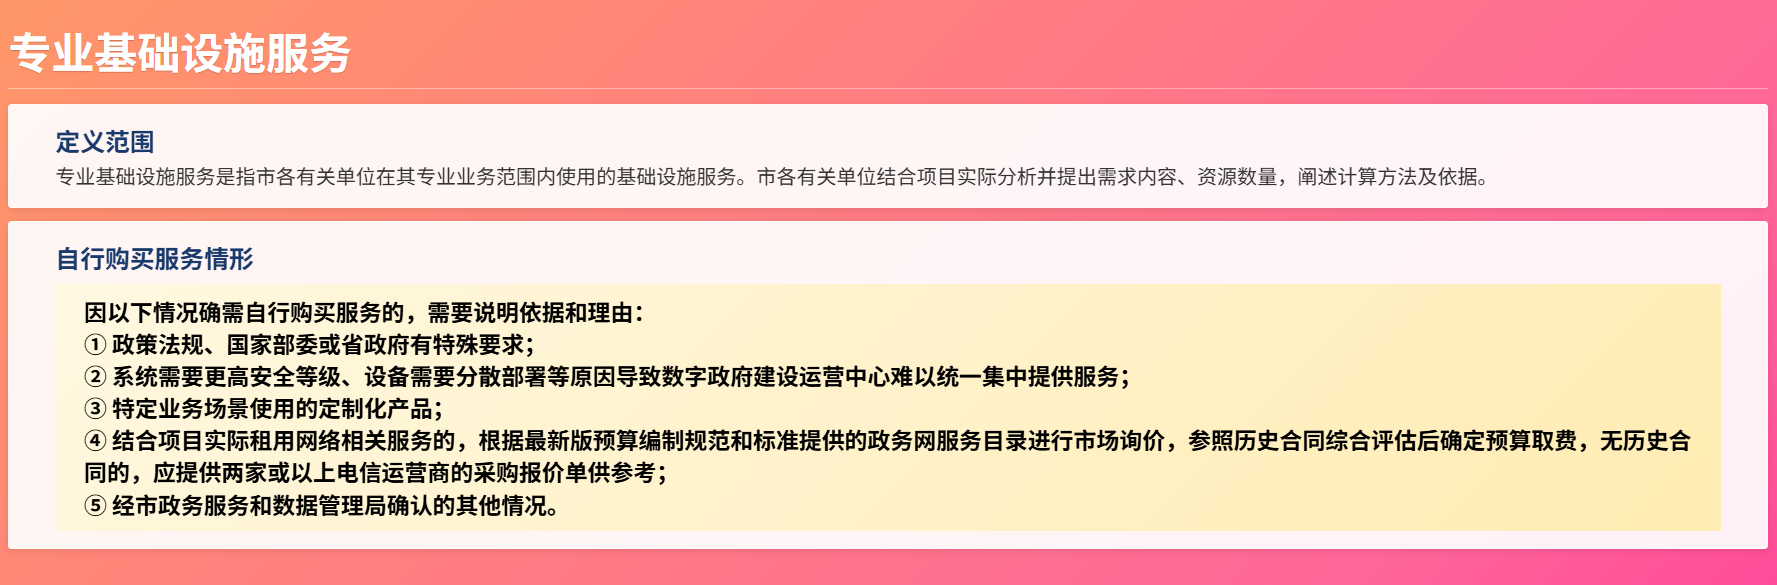 专业基础设施服务
定义范围
专业基础设施服务是指市各有关单位在其专业业务范围内使用的基础设施服务。市各有关单位结合项目实际分析并提出需求内容、资源数量，阐述计算方法及依据。
自行购买服务情形
因以下情况确需自行购买服务的，需要说明依据和理由：
① 政策法规、国家部委或省政府有特殊要求；
② 系统需要更高安全等级、设备需要分散部署等原因导致数字政府建设运营中心难以统一集中提供服务；
③ 特定业务场景使用的定制化产品；
④ 结合项目实际租用网络相关服务的，根据最新版预算编制规范和标准提供的政务网服务目录进行市场询价，参照历史合同综合评估后确定预算取费，无历史合
同的，应提供两家或以上电信运营商的采购报价单供参考；
⑤ 经市政务服务和数据管理局确认的其他情况。